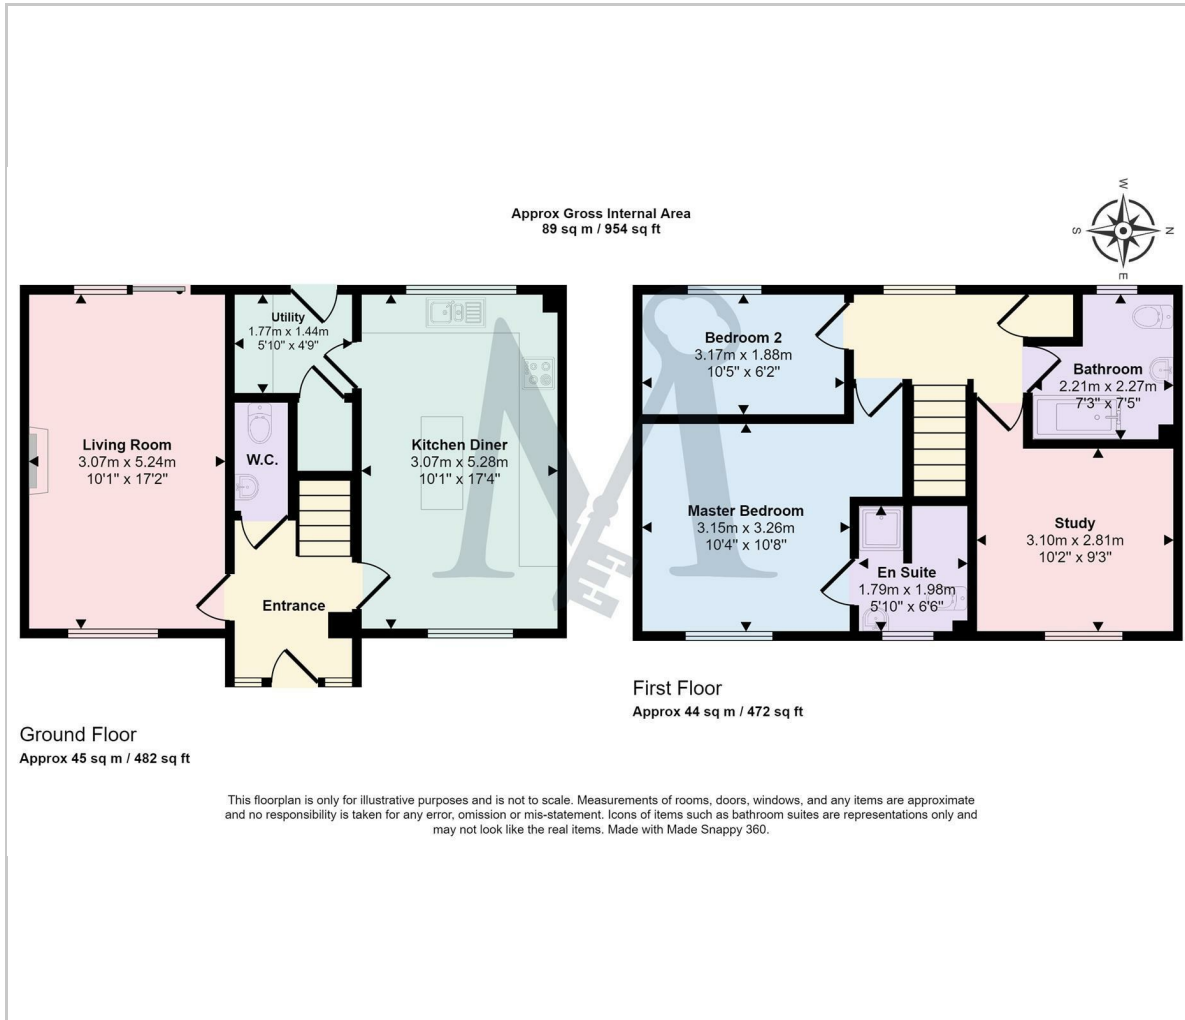 Approx Gross Internal Area
89 sq m / 954 sq ft
W
S
N
E
Utility
1.77m x 1.44m
5'10" x 4'9"
Living Room
3.07m x 5.24m
10'1" x 17'2"
W.C.
Kitchen Diner
3.07m x 5.28m
10'1" x 17'4"
Entrance
Ground Floor
Approx 45 sq m / 482 sq ft
Bedroom 2
3.17m x 1.88m
10'5" x 6'2"
Bathroom
2.21m x 2.27m
7'3" x 7'5"
Master Bedroom
3.15m x 3.26m
10'4" x 10'8"
Study
3.10m x 2.81m
10'2" x 9'3"
En Suite
1.79m x 1.98m
5'10" x 6'6"
First Floor
Approx 44 sq m / 472 sq ft
This floorplan is only for illustrative purposes and is not to scale. Measurements of rooms, doors, windows, and any items are approximate
and no responsibility is taken for any error, omission or mis-statement. Icons of items such as bathroom suites are representations only and
may not look like the real items. Made with Made Snappy 360.